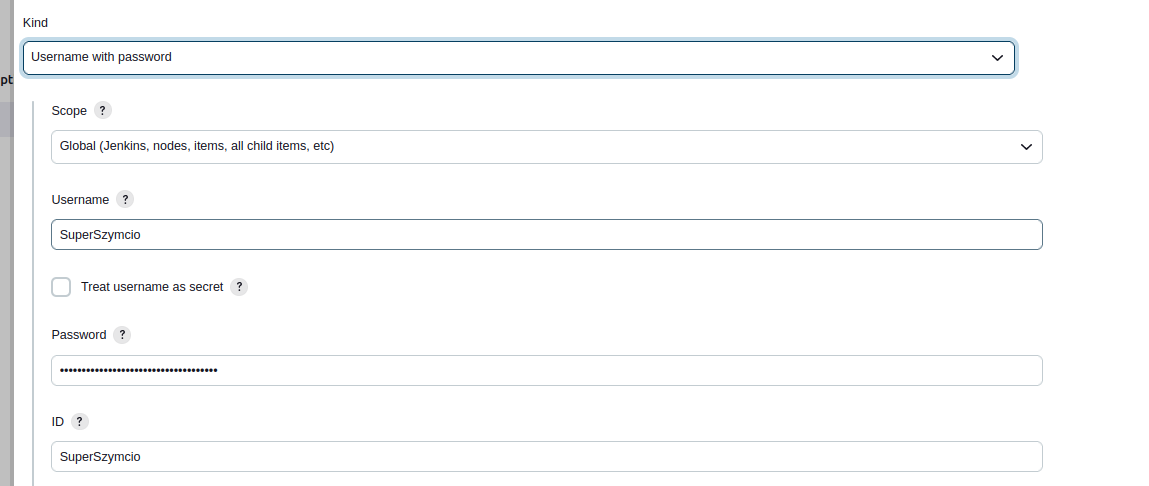 Kind
Username with password
pt
Scope ?
Global (Jenkins, nodes, items, all child items, etc)
Username ?
SuperSzymcio
Treat username as secret ?
Password ?
••••••••••••••••••••••••••••••••••••
ID ?
SuperSzymcio